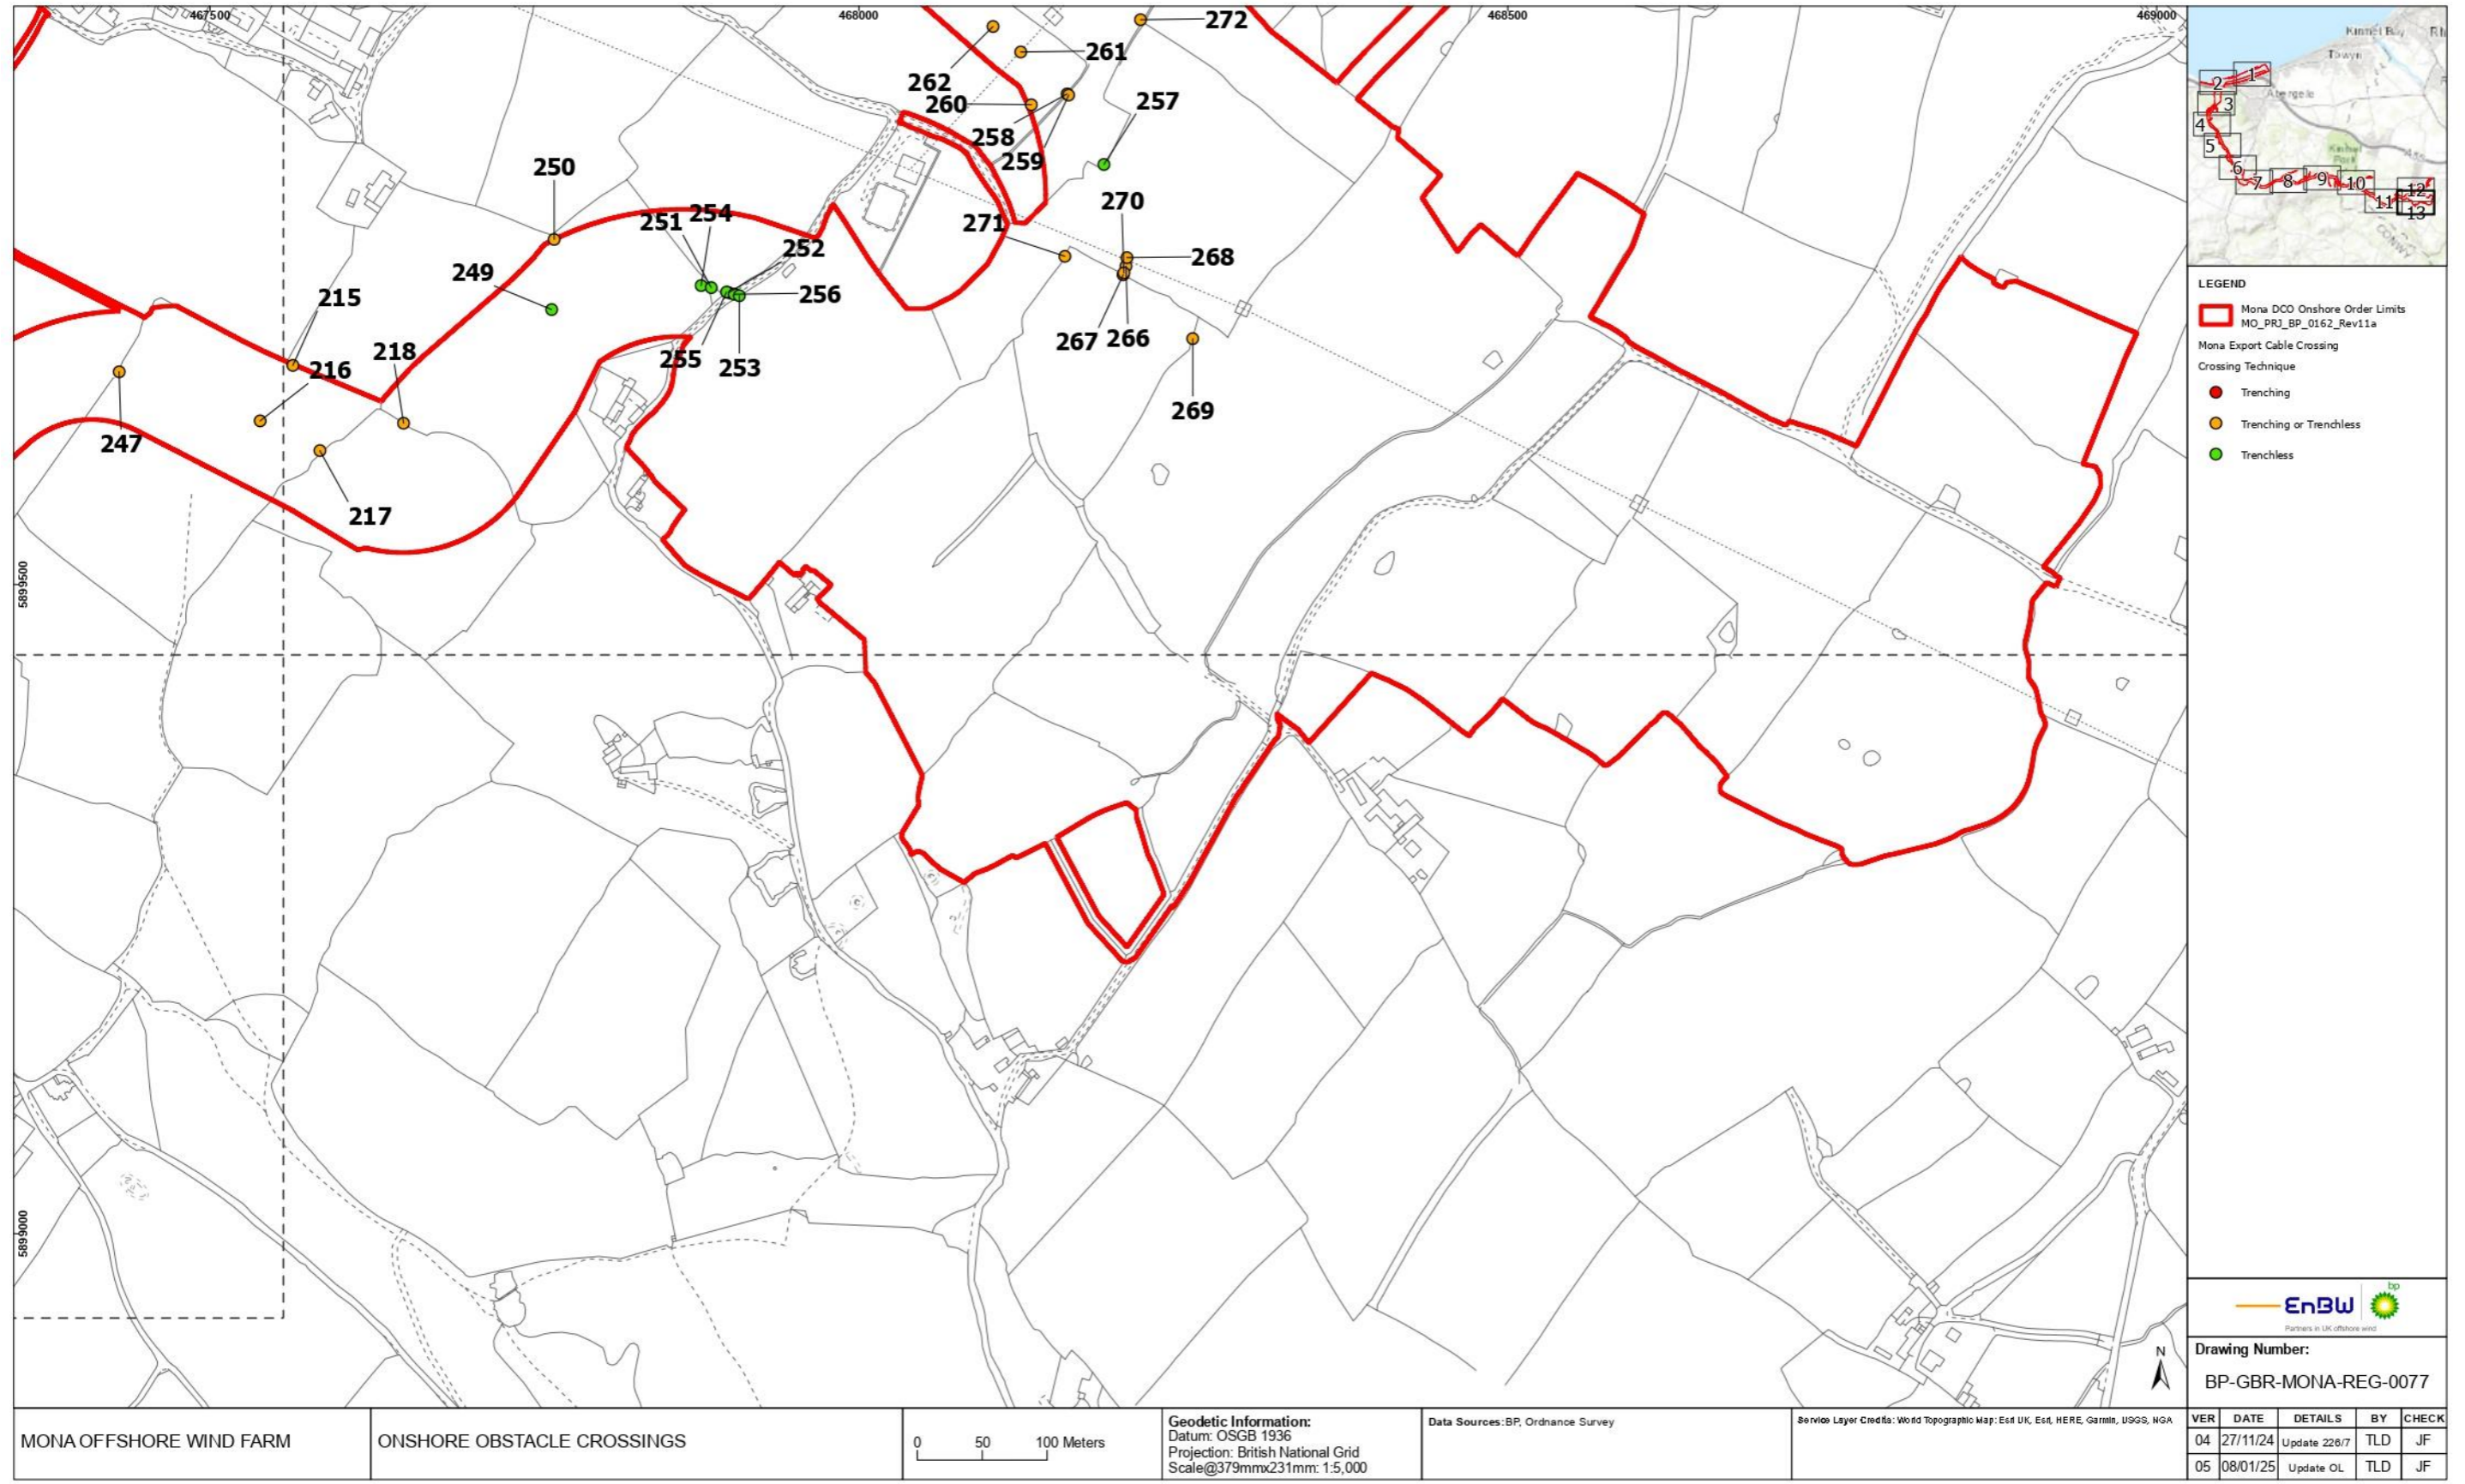 467500
468000
468500
469000
5899500
5899000
272
261
262
260
257
258
259
250
270
254
251
271
252
268
249
256
215
267
266
218
255
253
216
269
247
217
Kinmel Bay
Towyn
Abergele
Kinmel
Park
CONWY
1
2
3
4
5
6
7
8
9
10
11
12
13
LEGEND
Mona DCO Onshore Order Limits
MO_PRJ_BP_0162_Rev11a
Mona Export Cable Crossing
Crossing Technique
Trenching
Trenching or Trenchless
Trenchless
N
EnBW
bp
Partners in UK offshore wind
Drawing Number:
BP-GBR-MONA-REG-0077
MONA OFFSHORE WIND FARM
ONSHORE OBSTACLE CROSSINGS
0 50 100 Meters
Geodetic Information:
Datum: OSGB 1936
Projection: British National Grid
Scale@379mmx231mm: 1:5,000
Data Sources: BP, Ordnance Survey
Service Layer Credits: World Topographic Map: Esri UK, Esri, HERE, Garmin, USGS, NGA
VER DATE DETAILS BY CHECK
04 27/11/24 Update 226/7 TLD JF
05 08/01/25 Update OL TLD JF